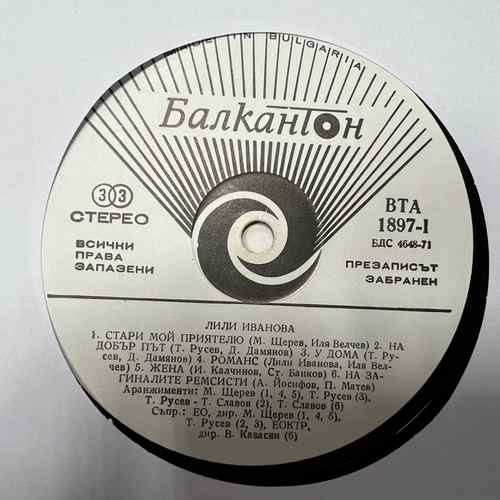 MADE IN BULGARIA
Балкантон
33
СТЕРЕО
ВСИЧКИ
ПРАВА
ЗАПАЗЕНИ
ВТА
1897-I
БДС 4648-71
ПРЕЗАПИСЪТ
ЗАБРАНЕН
ЛИЛИ ИВАНОВА
1. СТАРИ МОЙ ПРИЯТЕЛЮ (М. Щерев, Иля Велчев) 2. НА
ДОБЪР ПЪТ (Т. Русев, Д. Дамянов) 3. У ДОМА (Т. Ру-
сев, Д. Дамянов) 4. РОМАНС (Лили Иванова, Иля Вел-
чев) 5. ЖЕНА (И. Калчинов, Ст. Банков) 6. НА ЗА-
ГИНАЛИТЕ РЕМСИСТИ (А. Йосифов, П. Матев)
Аранжименти: М. Щерев (1, 4, 5), Т. Русев (3),
Т. Русев - Т. Славов (2), Т. Славов (6)
Съпр.: ЕО, дир. М. Щерев (1, 4, 5),
Т. Русев (2, 3), ЕОКТР,
дир. В. Казасян (6)